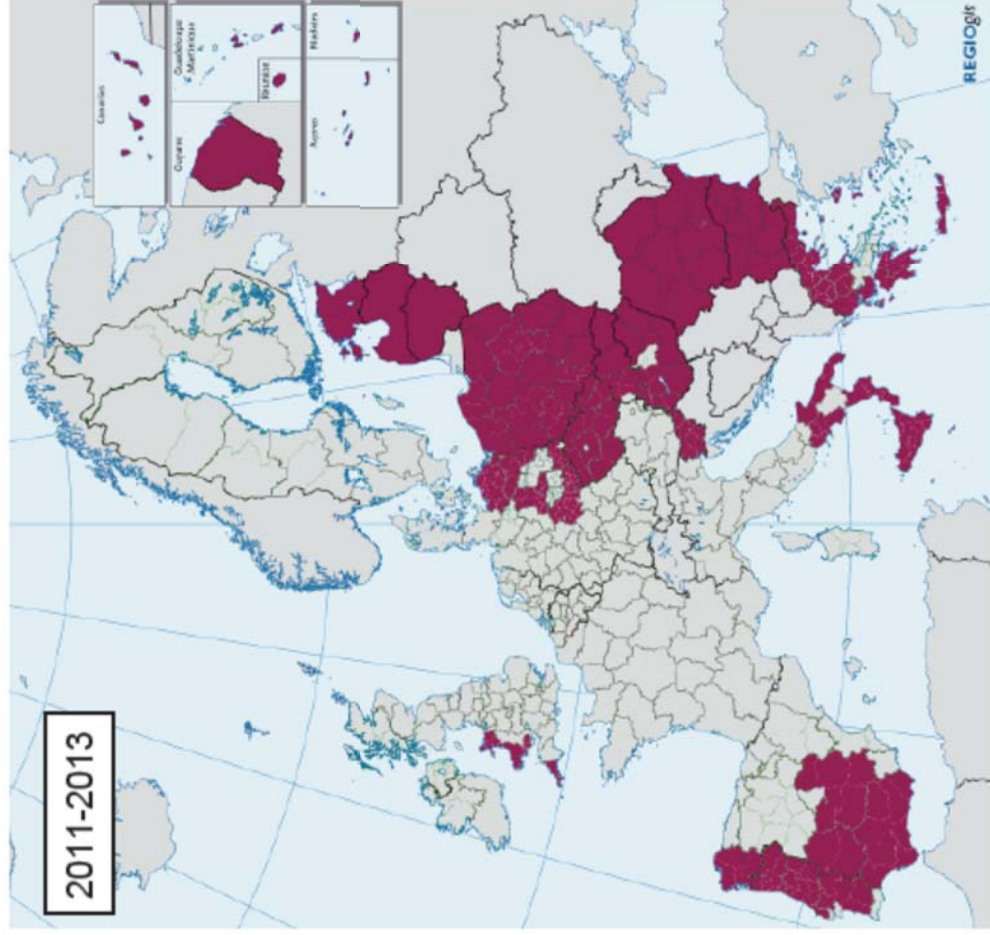 2011-2013
Canarias
Guyane
Guadeloupe
Martinique
Réunion
Açores
Madeira
REGIOgis